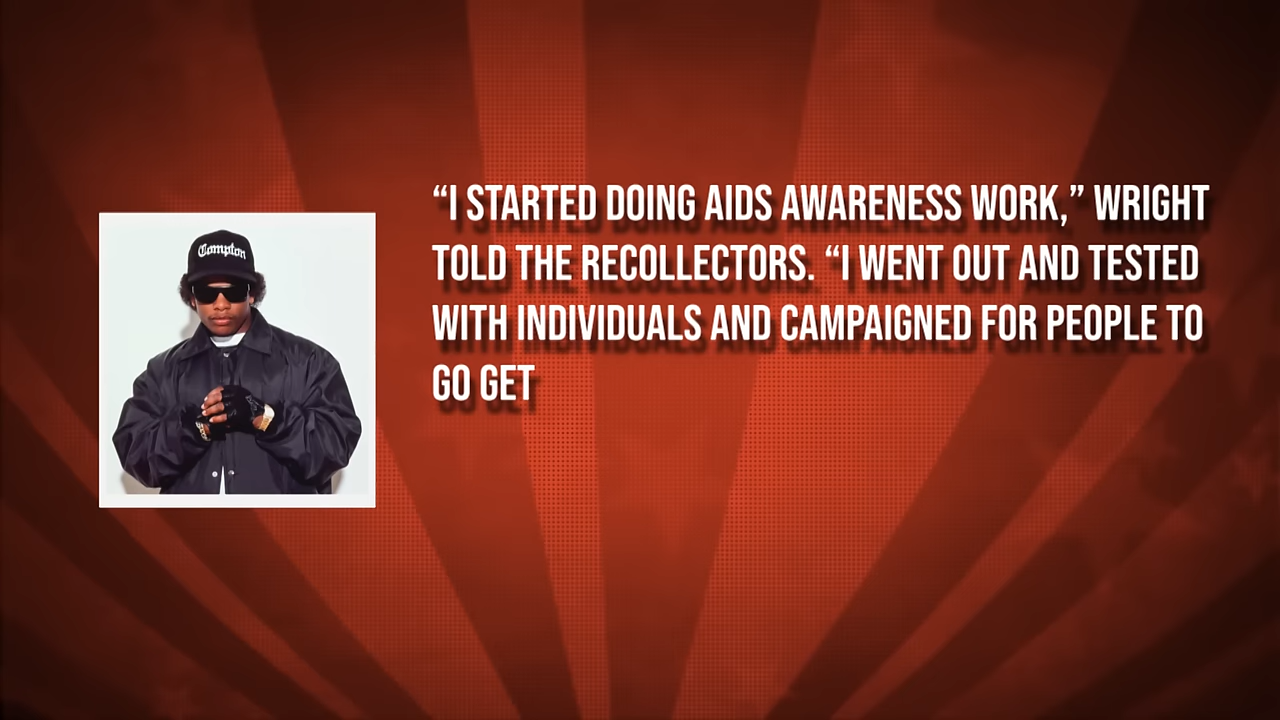 Compton
“I STARTED DOING AIDS AWARENESS WORK,” WRIGHT
TOLD THE RECOLLECTORS. “I WENT OUT AND TESTED
WITH INDIVIDUALS AND CAMPAIGNED FOR PEOPLE TO
GO GET